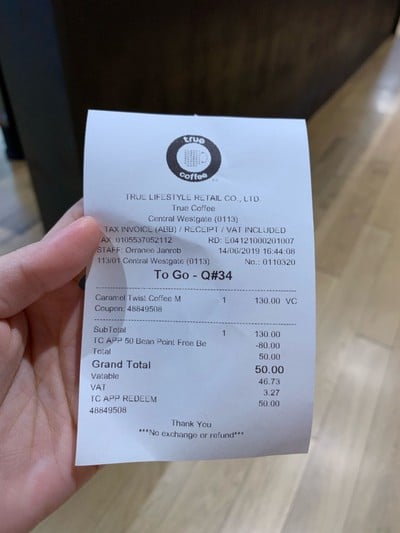 true
coffee
TRUE LIFESTYLE RETAIL CO., LTD
True Coffee
Central Westgate (0113)
TAX INVOICE (ABB) / RECEIPT / VAT INCLUDED
TAX 0105537052112 RD: E04121000201007
STAFF: Orranee Janrob 14/06/2019 16:44:08
113/01 Central Westgate (0113) No.: 0110320
To Go - Q#34
Caramel Twist Coffee M 1 130.00 VC
Coupon: 48849508
SubTotal 1 130.00
TC APP 50 Bean Point Free Be -80.00
Total 50.00
Grand Total 50.00
Vatable 46.73
VAT 3.27
TC APP REDEEM 50.00
48849508
Thank You
***No exchange or refund***